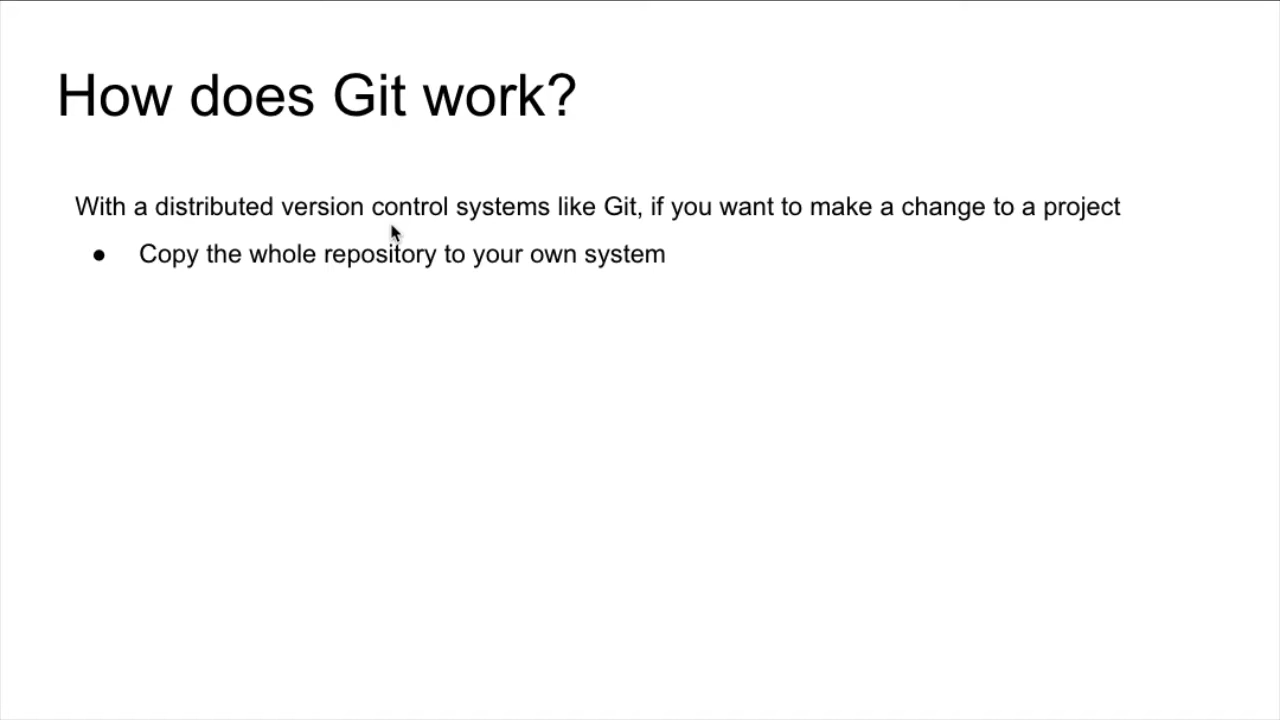 How does Git work?
With a distributed version control systems like Git, if you want to make a change to a project
● Copy the whole repository to your own system